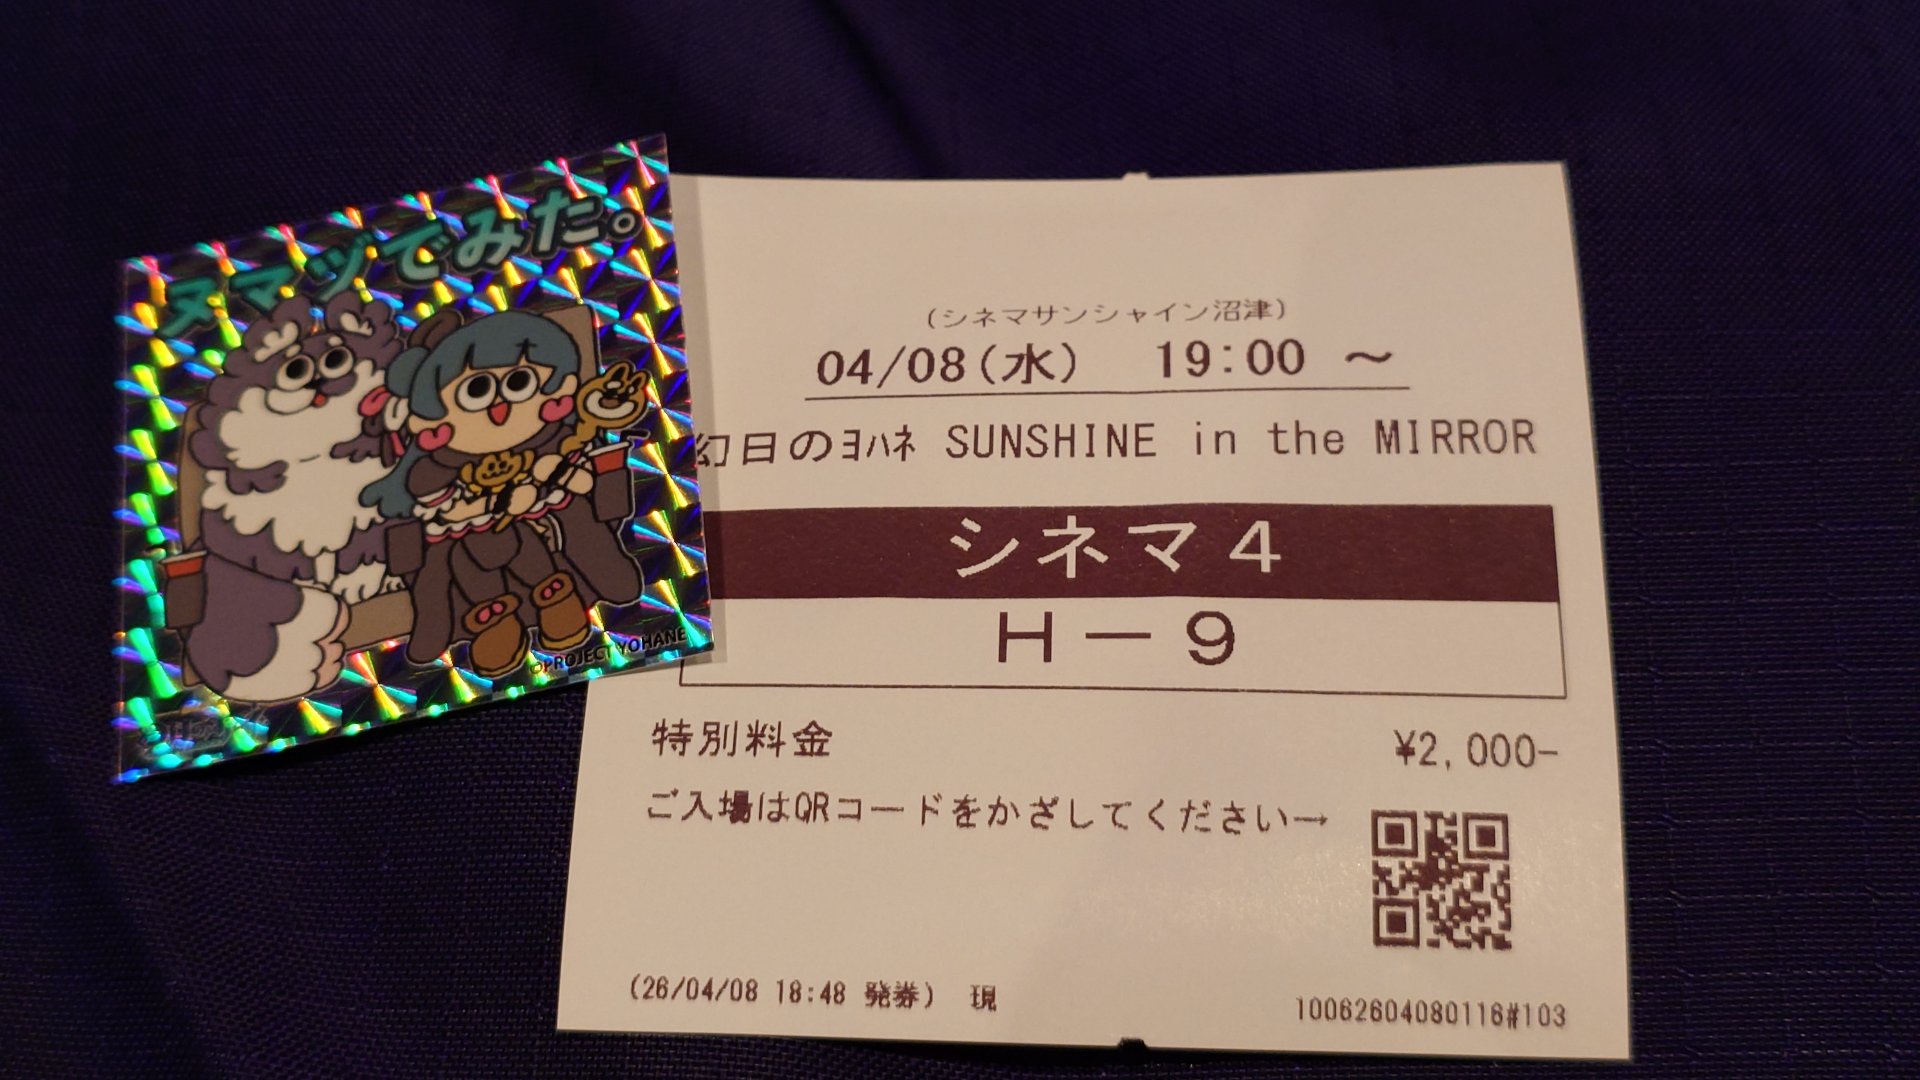 ヌマヅでみた。
©PROJECT YOHANE
(シネマサンシャイン沼津)
04/08(水) 19:00 ～
幻日のﾖﾊﾈ SUNSHINE in the MIRROR
シネマ4
H－9
特別料金 ¥2,000-
ご入場はQRコードをかざしてください→
(26/04/08 18:48 発券) 現
10062604080116#103